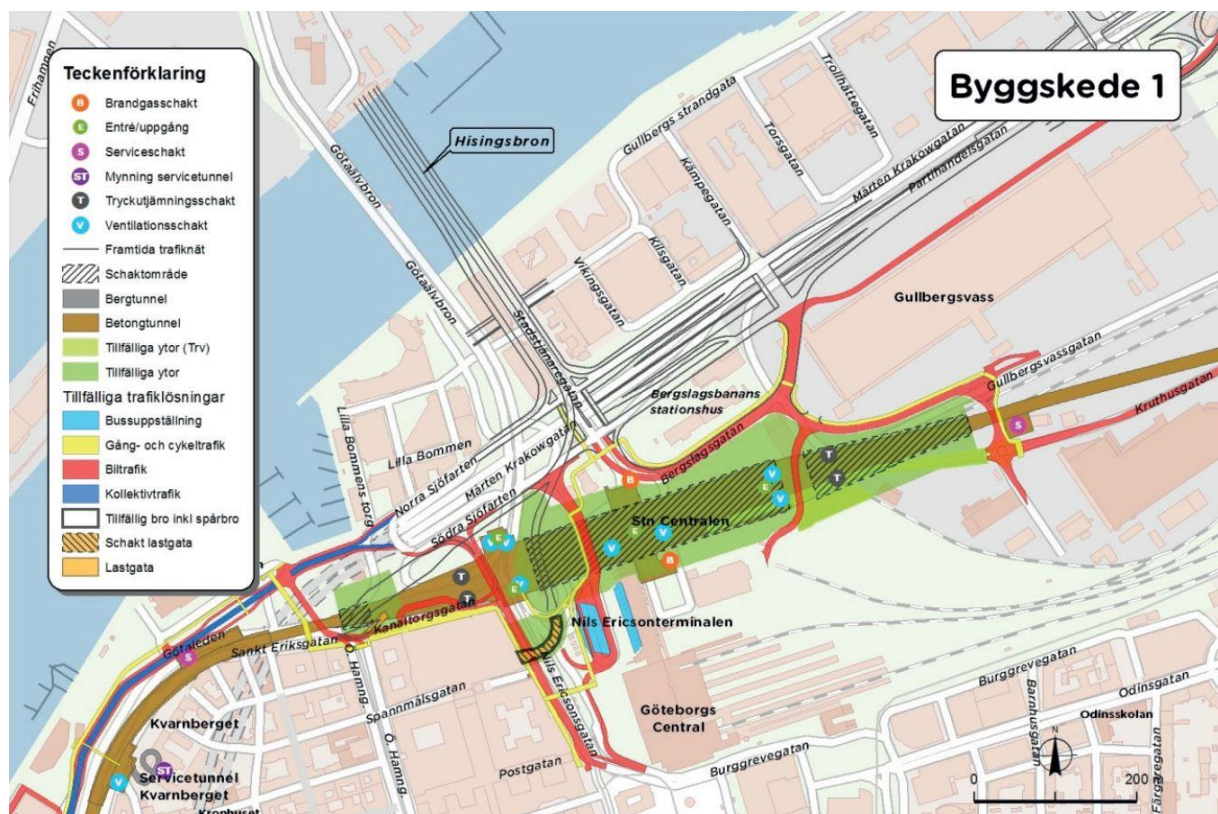 Byggskede 1
Teckenförklaring
B Brandgasschakt
E Entré/uppgång
S Serviceschakt
ST Mynning servicetunnel
T Tryckutjämningsschakt
V Ventilationsschakt
Framtida trafiknät
Schaktområde
Bergtunnel
Betongtunnel
Tillfälliga ytor (Trv)
Tillfälliga ytor
Tillfälliga trafiklösningar
Bussuppställning
Gång- och cykeltrafik
Biltrafik
Kollektivtrafik
Tillfällig bro inkl spårbro
Schakt lastgata
Lastgata
Frihamnen
Hisingsbron
Götaälvbron
Götaälvbron
Gullbergs strandgata
Trollhättegatan
Torsgatan
Kämpegatan
Mårten Krakowgatan
Partihandelsgatan
Kilsgatan
Vikingsgatan
Stadstjänaregatan
Gullbergsvass
Bergslagsbanans
stationshus
Gullbergsvassgatan
Kruthusgatan
Lilla Bommens torg
Lilla Bommen
Norra Sjöfarten
Mårten Krakowgatan
Södra Sjöfarten
Bergslagsgatan
S
T
T
B
V
E
V
Stn Centralen
E
V
V
B
V
E
V
T
T
V
E
Kanaltorgsgatan
Nils Ericsonterminalen
Götaleden
S
Sankt Eriksgatan
Ö. Hamng.
Nils Ericsonsgatan
Spannmålsgatan
Kvarnberget
Ö. Hamng.
Göteborgs
Central
Burggrevegatan
Barnhusgatan
Odinsgatan
Odinsskolan
Färgaregatan
Postgatan
Burggrevegatan
ST
V
Servicetunnel
Kvarnberget
Kronhuset
N
0
200 m